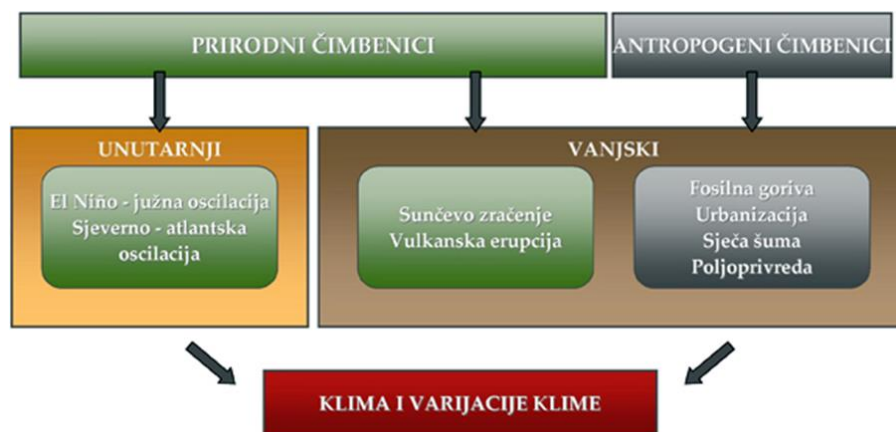 PRIRODNI ČIMBENICI
ANTROPOGENI ČIMBENICI
UNUTARNJI
El Niño - južna oscilacija
Sjeverno - atlantska
oscilacija
VANJSKI
Sunčevo zračenje
Vulkanska erupcija
Fosilna goriva
Urbanizacija
Sječa šuma
Poljoprivreda
KLIMA I VARIJACIJE KLIME